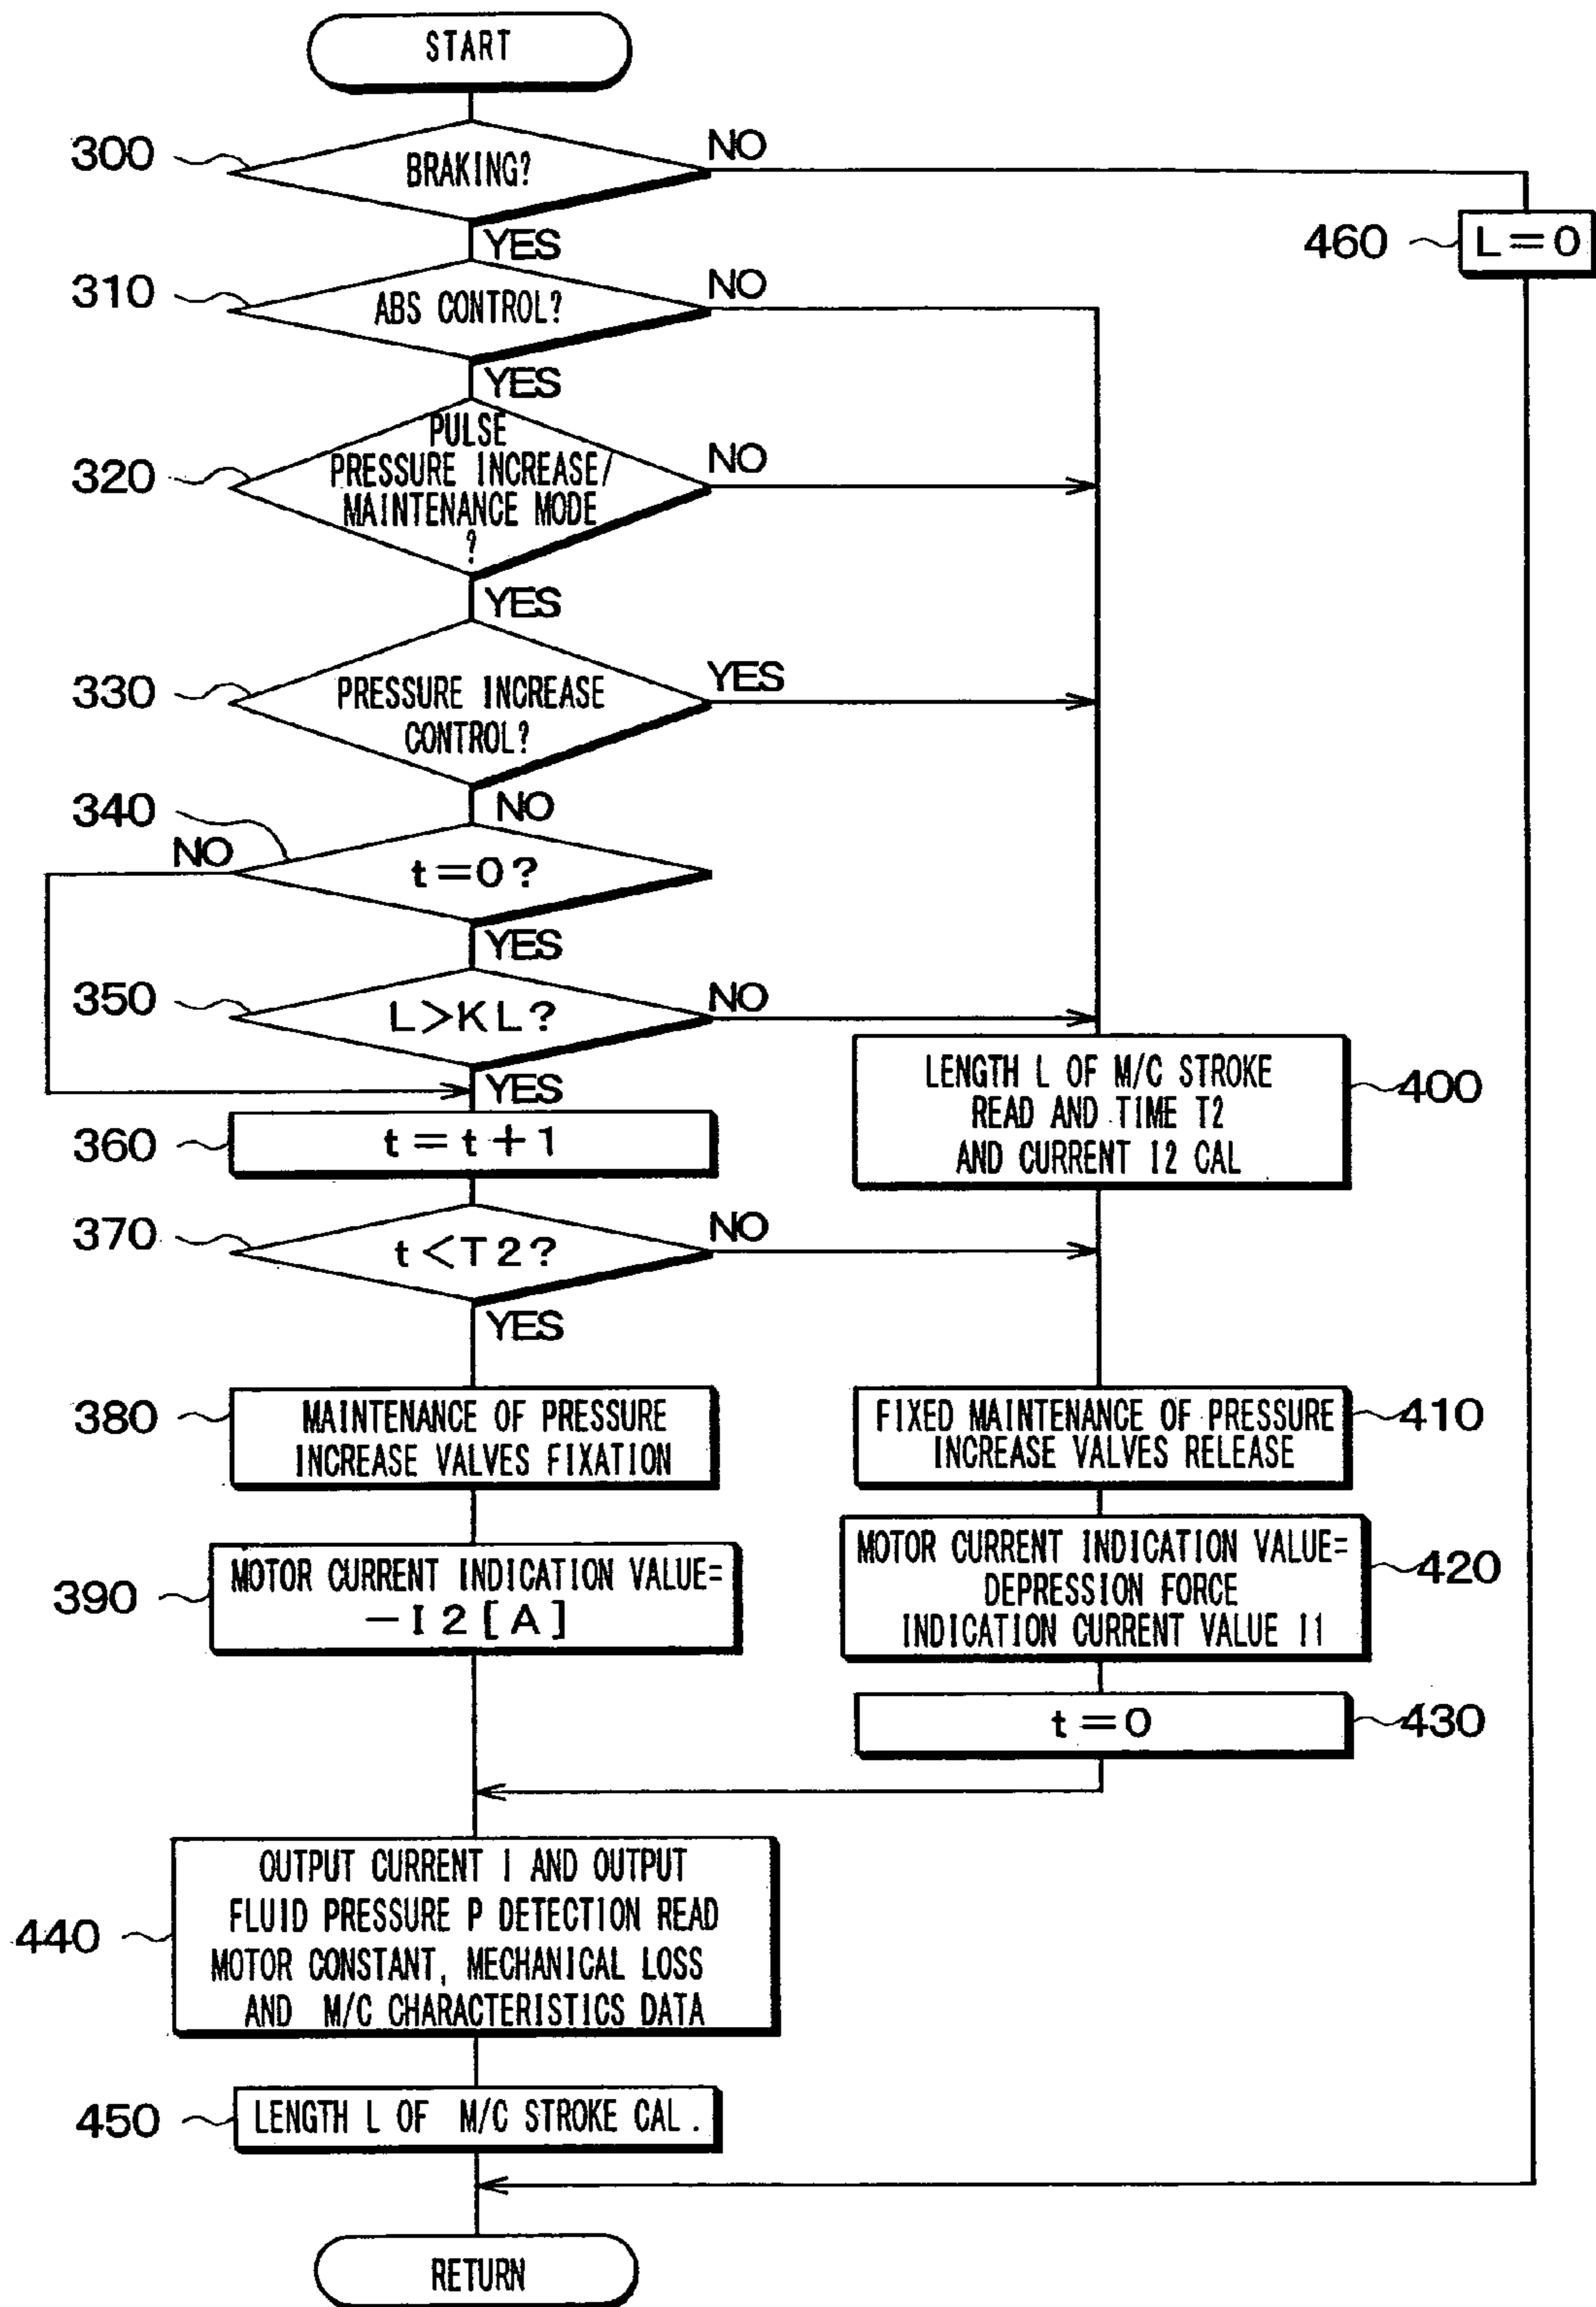 START
300
BRAKING?
NO
YES
460
L=0
310
ABS CONTROL?
NO
YES
320
PULSE
PRESSURE INCREASE/
MAINTENANCE MODE
?
NO
YES
330
PRESSURE INCREASE
CONTROL?
YES
NO
340
NO
t=0?
YES
350
L>KL?
NO
YES
360
t=t+1
LENGTH L OF M/C STROKE
READ AND TIME T2
AND CURRENT I2 CAL
400
370
t<T2?
NO
YES
380
MAINTENANCE OF PRESSURE
INCREASE VALVES FIXATION
FIXED MAINTENANCE OF PRESSURE
INCREASE VALVES RELEASE
410
390
MOTOR CURRENT INDICATION VALUE=
-I2[A]
MOTOR CURRENT INDICATION VALUE=
DEPRESSION FORCE
INDICATION CURRENT VALUE I1
420
t=0
430
440
OUTPUT CURRENT I AND OUTPUT
FLUID PRESSURE P DETECTION READ
MOTOR CONSTANT, MECHANICAL LOSS
AND M/C CHARACTERISTICS DATA
450
LENGTH L OF M/C STROKE CAL.
RETURN